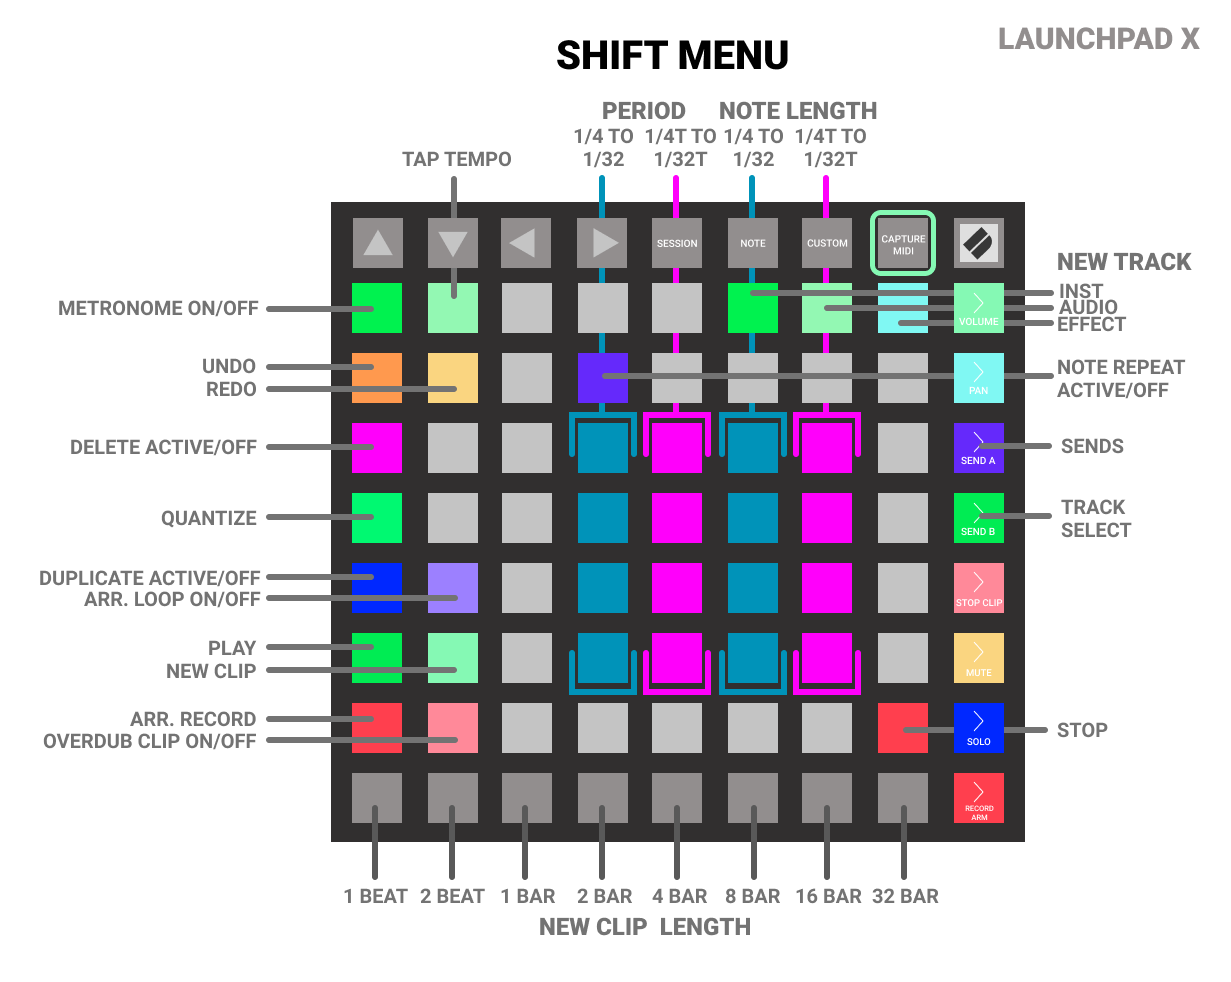 LAUNCHPAD X
SHIFT MENU
PERIOD NOTE LENGTH
1/4 TO 1/4T TO 1/4 TO 1/4T TO
1/32 1/32T 1/32 1/32T
TAP TEMPO
SESSION
NOTE
CUSTOM
CAPTURE
MIDI
NEW TRACK
INST
AUDIO
EFFECT
METRONOME ON/OFF
VOLUME
UNDO
REDO
PAN
NOTE REPEAT
ACTIVE/OFF
DELETE ACTIVE/OFF
SEND A
SENDS
QUANTIZE
SEND B
TRACK
SELECT
DUPLICATE ACTIVE/OFF
ARR. LOOP ON/OFF
STOP CLIP
PLAY
NEW CLIP
MUTE
ARR. RECORD
OVERDUB CLIP ON/OFF
SOLO
STOP
RECORD
ARM
1 BEAT 2 BEAT 1 BAR 2 BAR 4 BAR 8 BAR 16 BAR 32 BAR
NEW CLIP LENGTH